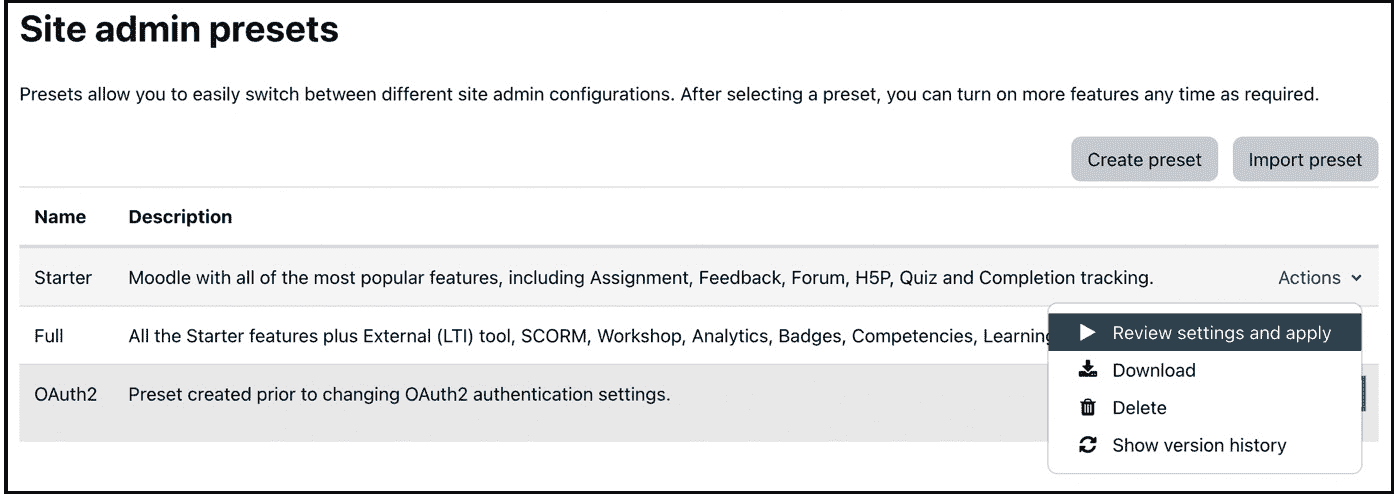 Site admin presets
Presets allow you to easily switch between different site admin configurations. After selecting a preset, you can turn on more features any time as required.
Create preset Import preset
Name Description
Starter Moodle with all of the most popular features, including Assignment, Feedback, Forum, H5P, Quiz and Completion tracking. Actions
Full All the Starter features plus External (LTI) tool, SCORM, Workshop, Analytics, Badges, Competencies, Learning
OAuth2 Preset created prior to changing OAuth2 authentication settings.
Review settings and apply
Download
Delete
Show version history